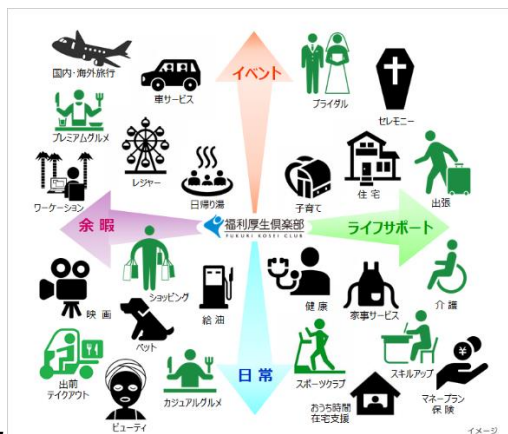 イベント
国内・海外旅行
車サービス
ブライダル
セレモニー
プレミアムグルメ
レジャー
日帰り湯
ワーケーション
子育て
住宅
出張
余暇
福利厚生倶楽部
FUKURI KOSEI CLUB
ライフサポート
映画
ショッピング
給油
健康
家事サービス
介護
ペット
出前
テイクアウト
ビューティ
カジュアルグルメ
日常
スポーツクラブ
おうち時間
在宅支援
スキルアップ
マネープラン
保険
¥
イメージ